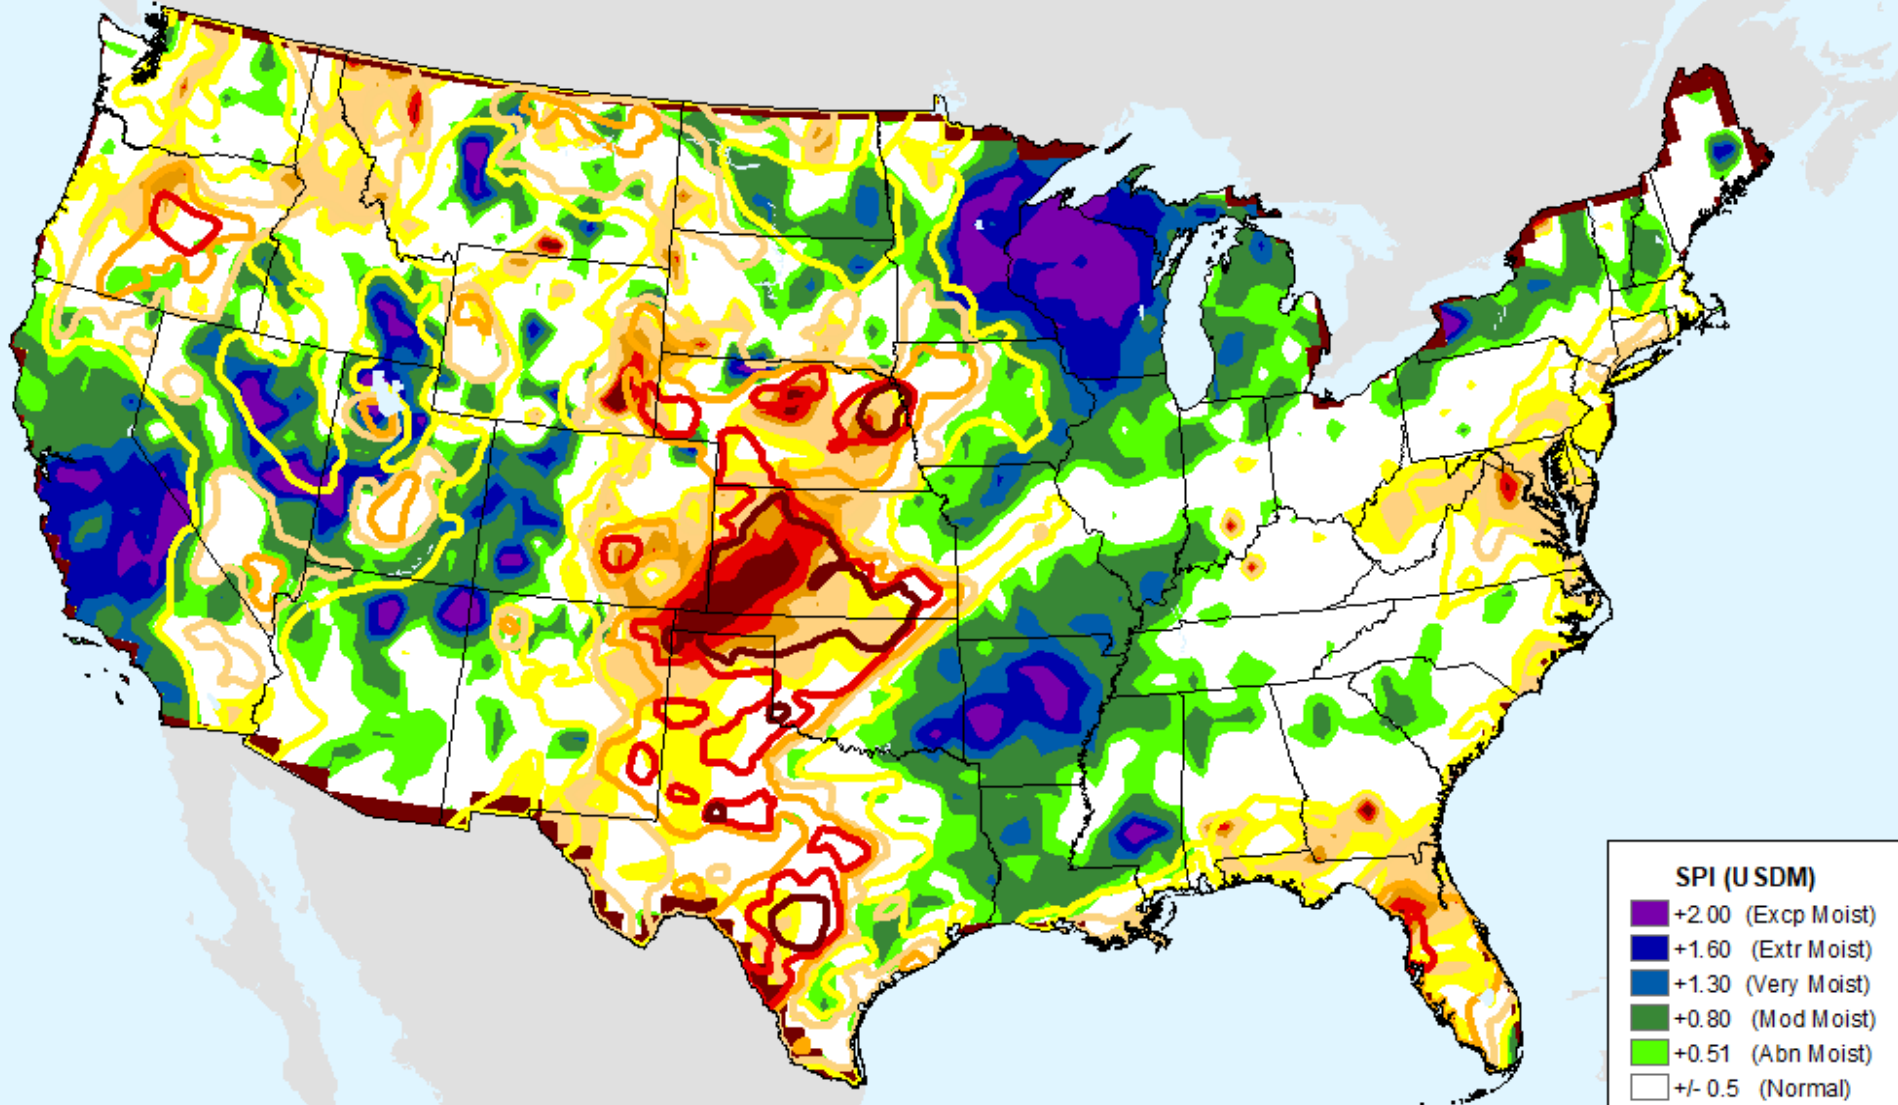 SPI (USDM)
+2.00 (Excp Moist)
+1.60 (Extr Moist)
+1.30 (Very Moist)
+0.80 (Mod Moist)
+0.51 (Abn Moist)
+/- 0.5 (Normal)